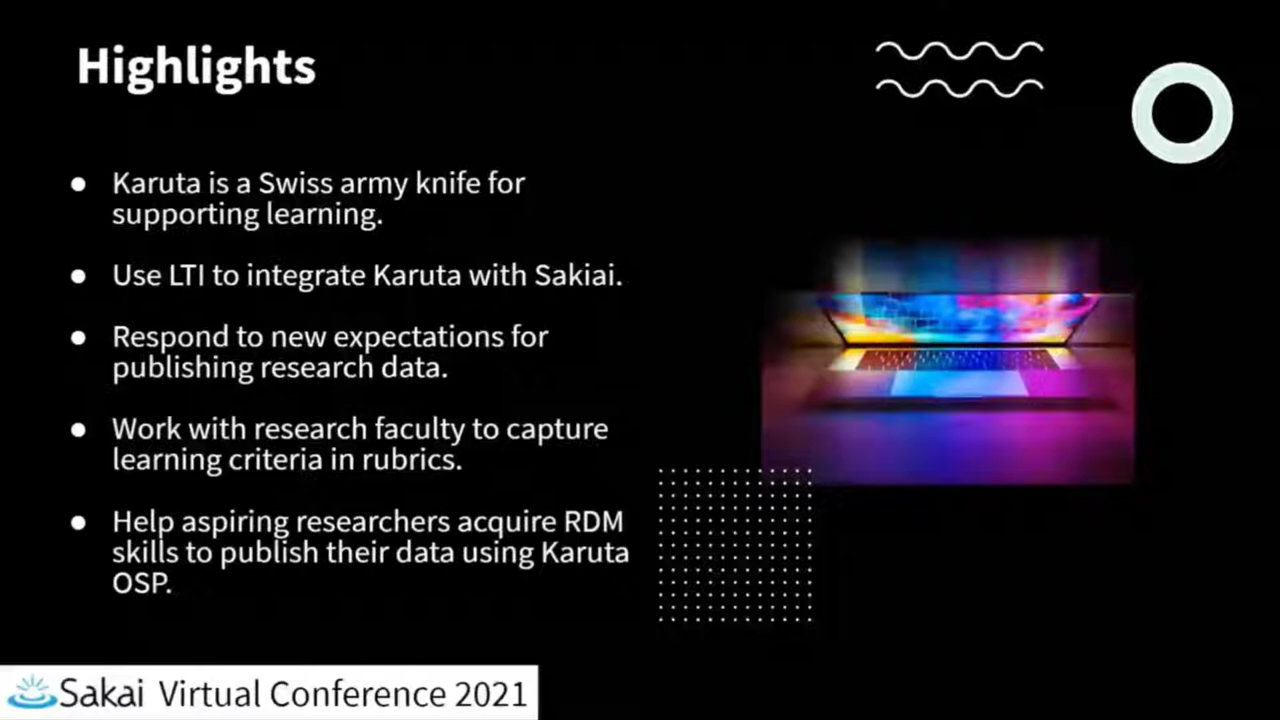 Highlights
● Karuta is a Swiss army knife for
supporting learning.
● Use LTI to integrate Karuta with Sakiai.
● Respond to new expectations for
publishing research data.
● Work with research faculty to capture
learning criteria in rubrics.
● Help aspiring researchers acquire RDM
skills to publish their data using Karuta
OSP.
Sakai Virtual Conference 2021